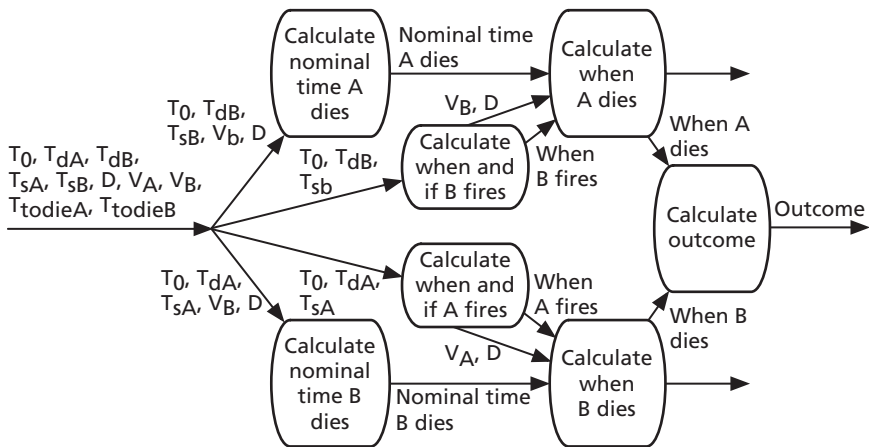 Calculate
nominal
time A
dies
Nominal time
A dies
Calculate
when
A dies
T0, TdB,
TsB, Vb, D
VB, D
When A
dies
T0, TdA, TdB,
TsA, TsB, D, VA, VB,
TtodieA, TtodieB
T0, TdB,
Tsb
Calculate
when and
if B fires
When
B fires
Calculate
outcome
Outcome
T0, TdA,
TsA, VB, D
T0, TdA,
TsA
Calculate
when and
if A fires
When
A fires
When B
dies
VA, D
Calculate
nominal
time B
dies
Nominal time
B dies
Calculate
when
B dies